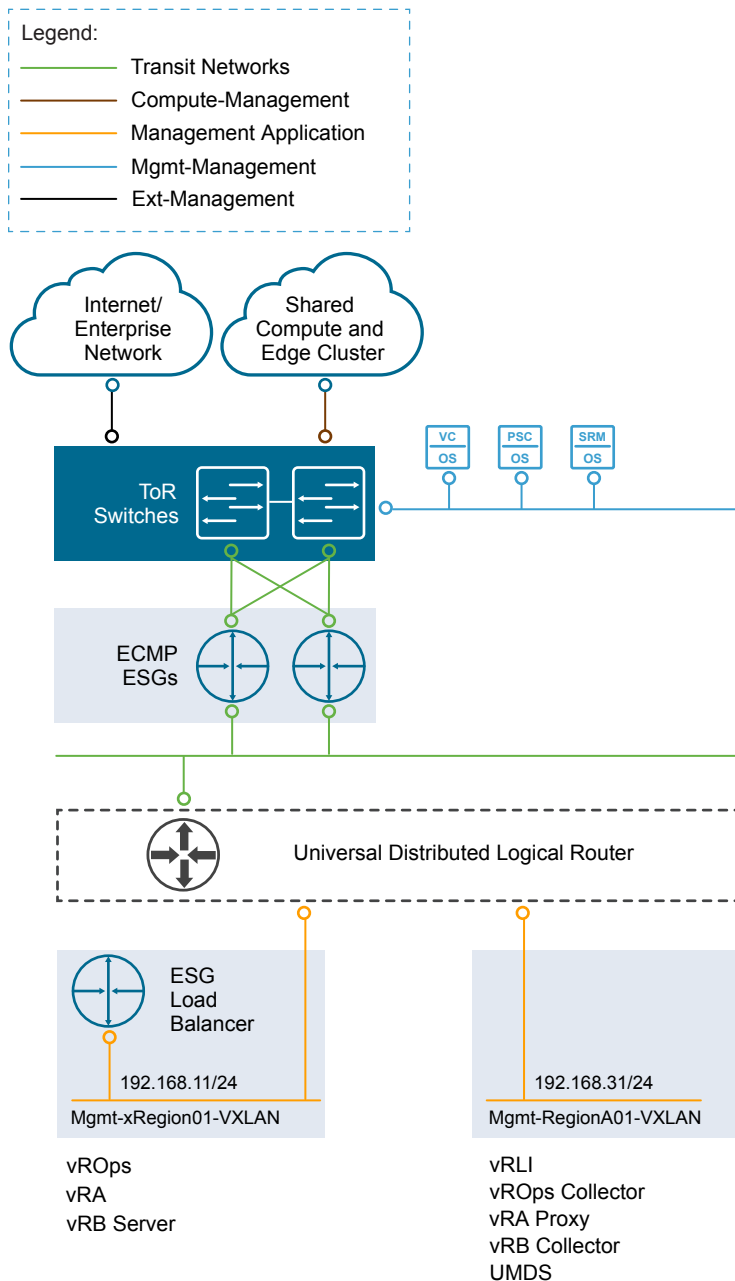 Legend:
Transit Networks
Compute-Management
Management Application
Mgmt-Management
Ext-Management
Internet/
Enterprise
Network
Shared
Compute and
Edge Cluster
VC
OS
PSC
OS
SRM
OS
ToR
Switches
ECMP
ESGs
Universal Distributed Logical Router
ESG
Load
Balancer
192.168.11/24
Mgmt-xRegion01-VXLAN
192.168.31/24
Mgmt-RegionA01-VXLAN
vROps
vRA
vRB Server
vRLI
vROps Collector
vRA Proxy
vRB Collector
UMDS